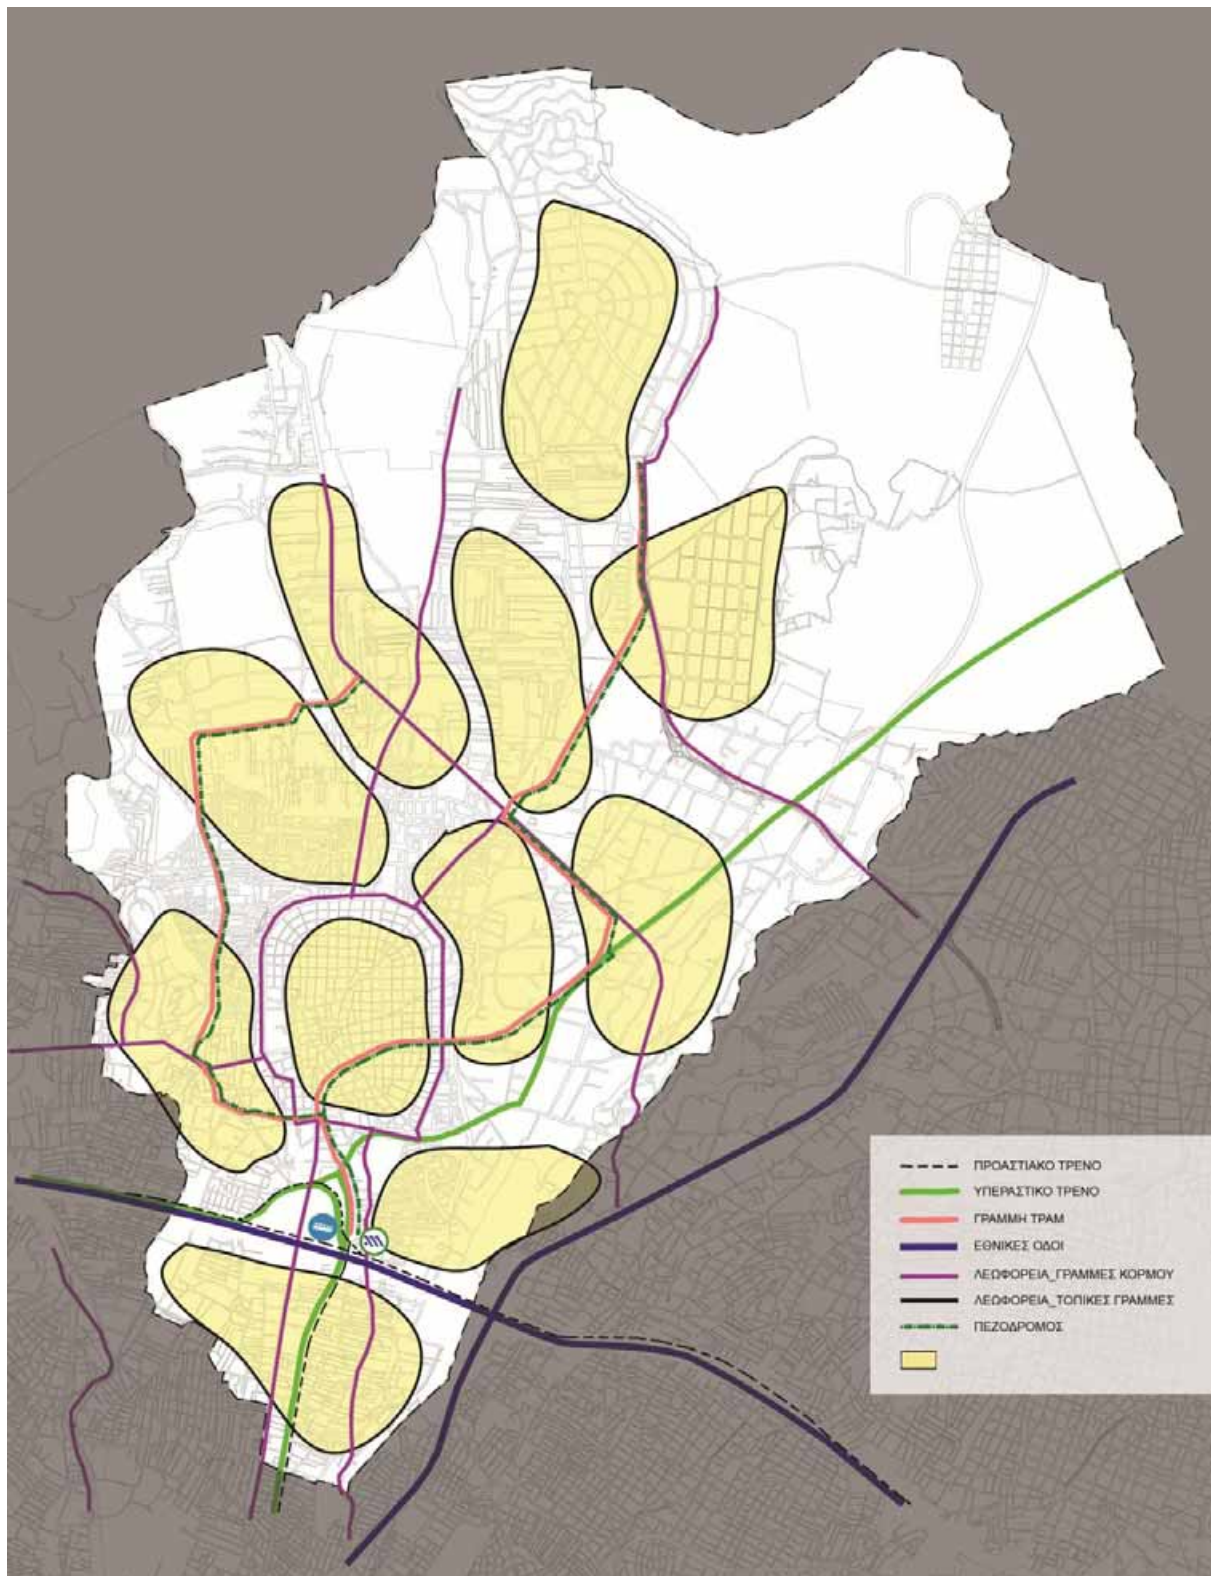 ΠΡΟΑΣΤΙΑΚΟ ΤΡΕΝΟ
ΥΠΕΡΑΣΤΙΚΟ ΤΡΕΝΟ
ΓΡΑΜΜΗ ΤΡΑΜ
ΕΘΝΙΚΕΣ ΟΔΟΙ
ΛΕΩΦΟΡΕΙΑ_ΓΡΑΜΜΕΣ ΚΟΡΜΟΥ
ΛΕΩΦΟΡΕΙΑ_ΤΟΠΙΚΕΣ ΓΡΑΜΜΕΣ
ΠΕΖΟΔΡΟΜΟΣ